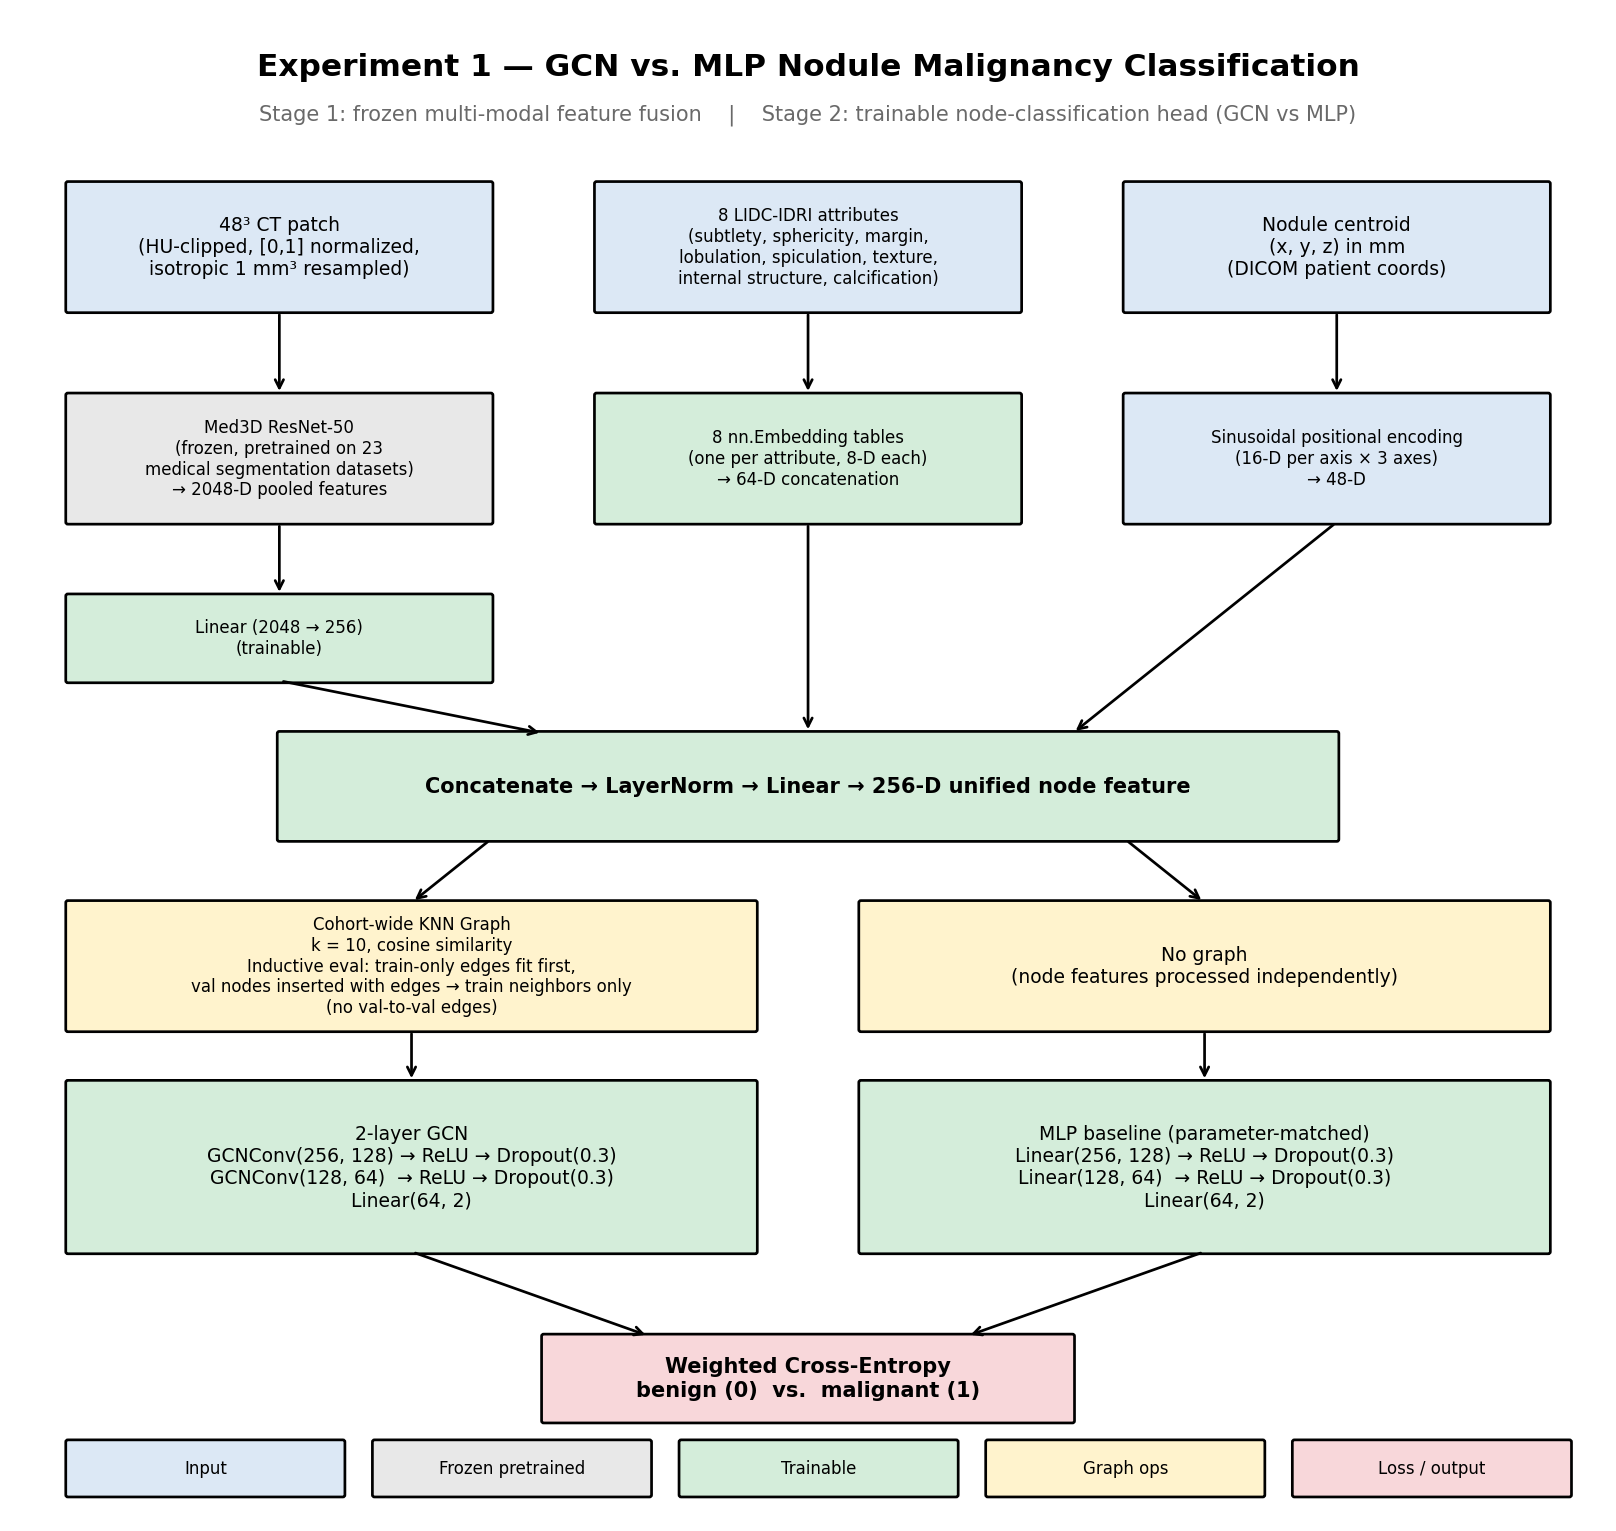 Experiment 1 — GCN vs. MLP Nodule Malignancy Classification
Stage 1: frozen multi-modal feature fusion | Stage 2: trainable node-classification head (GCN vs MLP)
48³ CT patch
(HU-clipped, [0,1] normalized,
isotropic 1 mm³ resampled)
8 LIDC-IDRI attributes
(subtlety, sphericity, margin,
lobulation, spiculation, texture,
internal structure, calcification)
Nodule centroid
(x, y, z) in mm
(DICOM patient coords)
Med3D ResNet-50
(frozen, pretrained on 23
medical segmentation datasets)
→ 2048-D pooled features
8 nn.Embedding tables
(one per attribute, 8-D each)
→ 64-D concatenation
Sinusoidal positional encoding
(16-D per axis × 3 axes)
→ 48-D
Linear (2048 → 256)
(trainable)
Concatenate → LayerNorm → Linear → 256-D unified node feature
Cohort-wide KNN Graph
k = 10, cosine similarity
Inductive eval: train-only edges fit first,
val nodes inserted with edges → train neighbors only
(no val-to-val edges)
No graph
(node features processed independently)
2-layer GCN
GCNConv(256, 128) → ReLU → Dropout(0.3)
GCNConv(128, 64) → ReLU → Dropout(0.3)
Linear(64, 2)
MLP baseline (parameter-matched)
Linear(256, 128) → ReLU → Dropout(0.3)
Linear(128, 64) → ReLU → Dropout(0.3)
Linear(64, 2)
Weighted Cross-Entropy
benign (0) vs. malignant (1)
Input
Frozen pretrained
Trainable
Graph ops
Loss / output